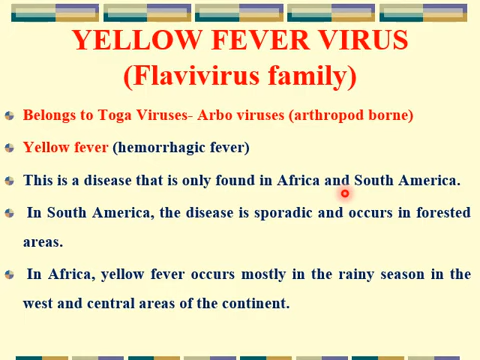 YELLOW FEVER VIRUS
(Flavivirus family)
Belongs to Toga Viruses- Arbo viruses (arthropod borne)
Yellow fever (hemorrhagic fever)
This is a disease that is only found in Africa and South America.
In South America, the disease is sporadic and occurs in forested
areas.
In Africa, yellow fever occurs mostly in the rainy season in the
west and central areas of the continent.